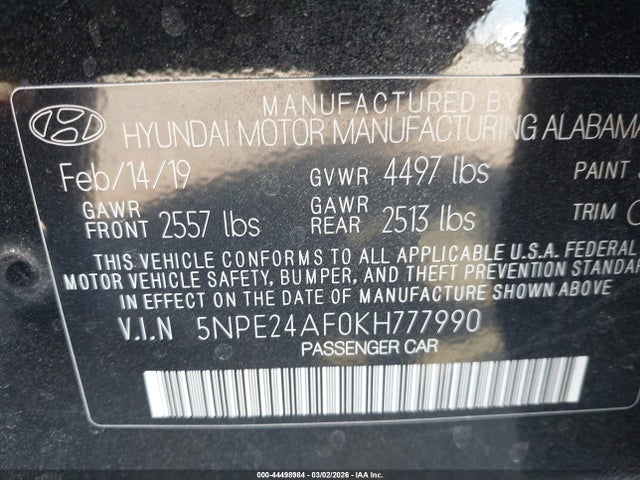 MANUFACTURED BY
HYUNDAI MOTOR MANUFACTURING ALABAMA
Feb/14/19 GVWR 4497 lbs PAINT
GAWR FRONT 2557 lbs GAWR REAR 2513 lbs TRIM
THIS VEHICLE CONFORMS TO ALL APPLICABLE U.S.A. FEDERAL
MOTOR VEHICLE SAFETY, BUMPER, AND THEFT PREVENTION STANDAR
IN EFFECT ON THE DATE OF MANUFACTURE SHOWN ABOVE
V.I.N 5NPE24AF0KH777990
PASSENGER CAR
000-44498984 | 03/02/2026 - IAA Inc.